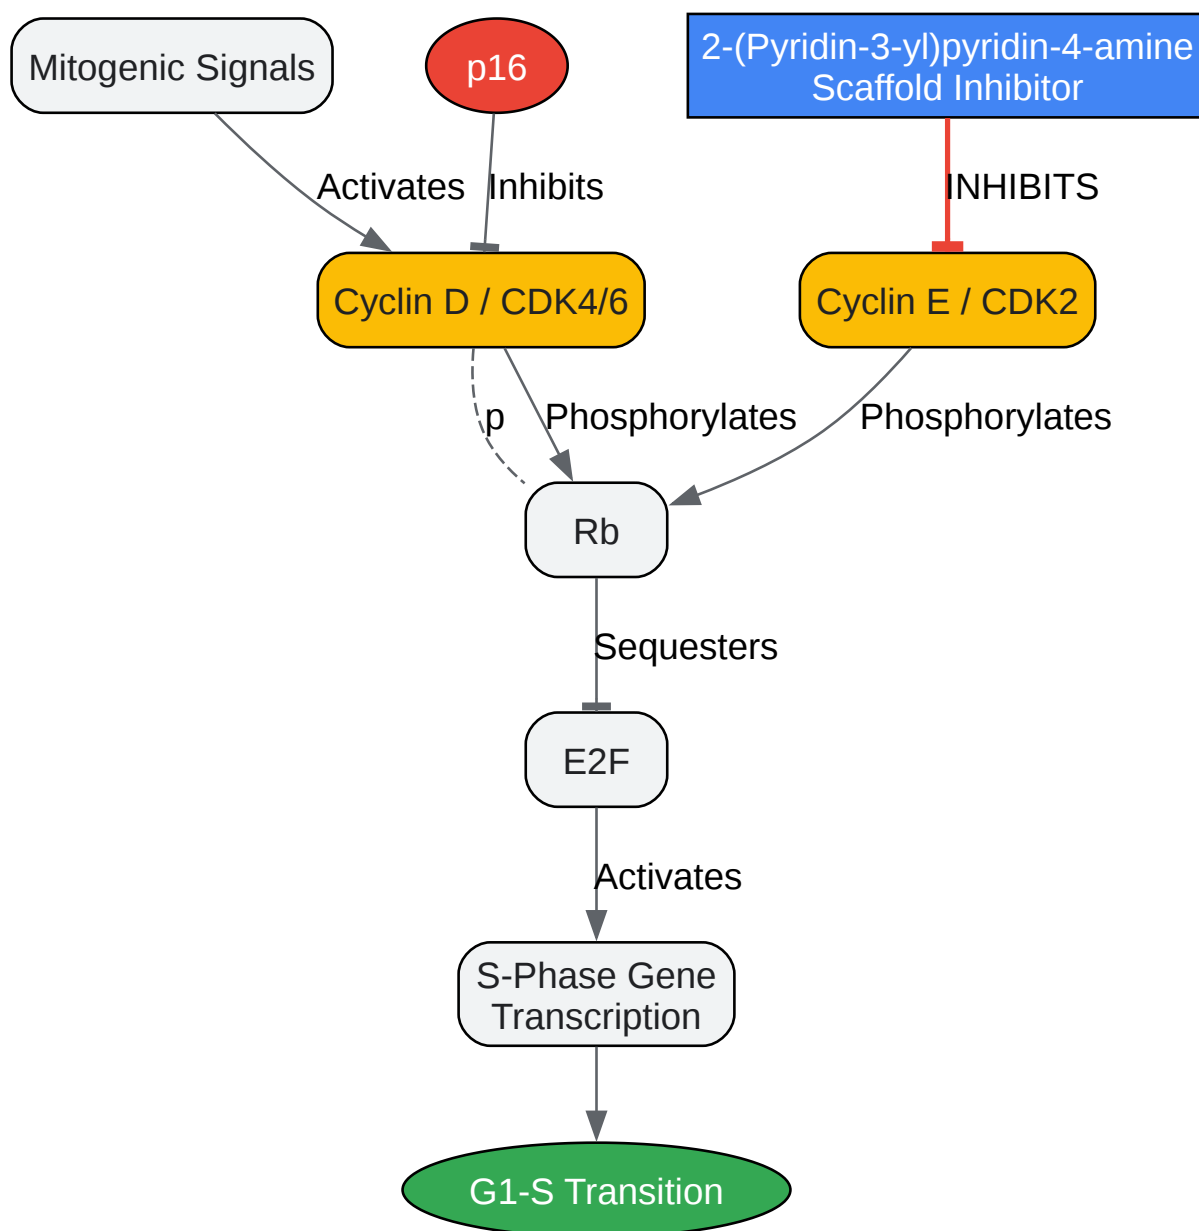 Mitogenic Signals
p16
2-(Pyridin-3-yl)pyridin-4-amine
Scaffold Inhibitor
Activates
Inhibits
INHIBITS
Cyclin D / CDK4/6
Cyclin E / CDK2
p
Phosphorylates
Phosphorylates
Rb
Sequesters
E2F
Activates
S-Phase Gene
Transcription
G1-S Transition